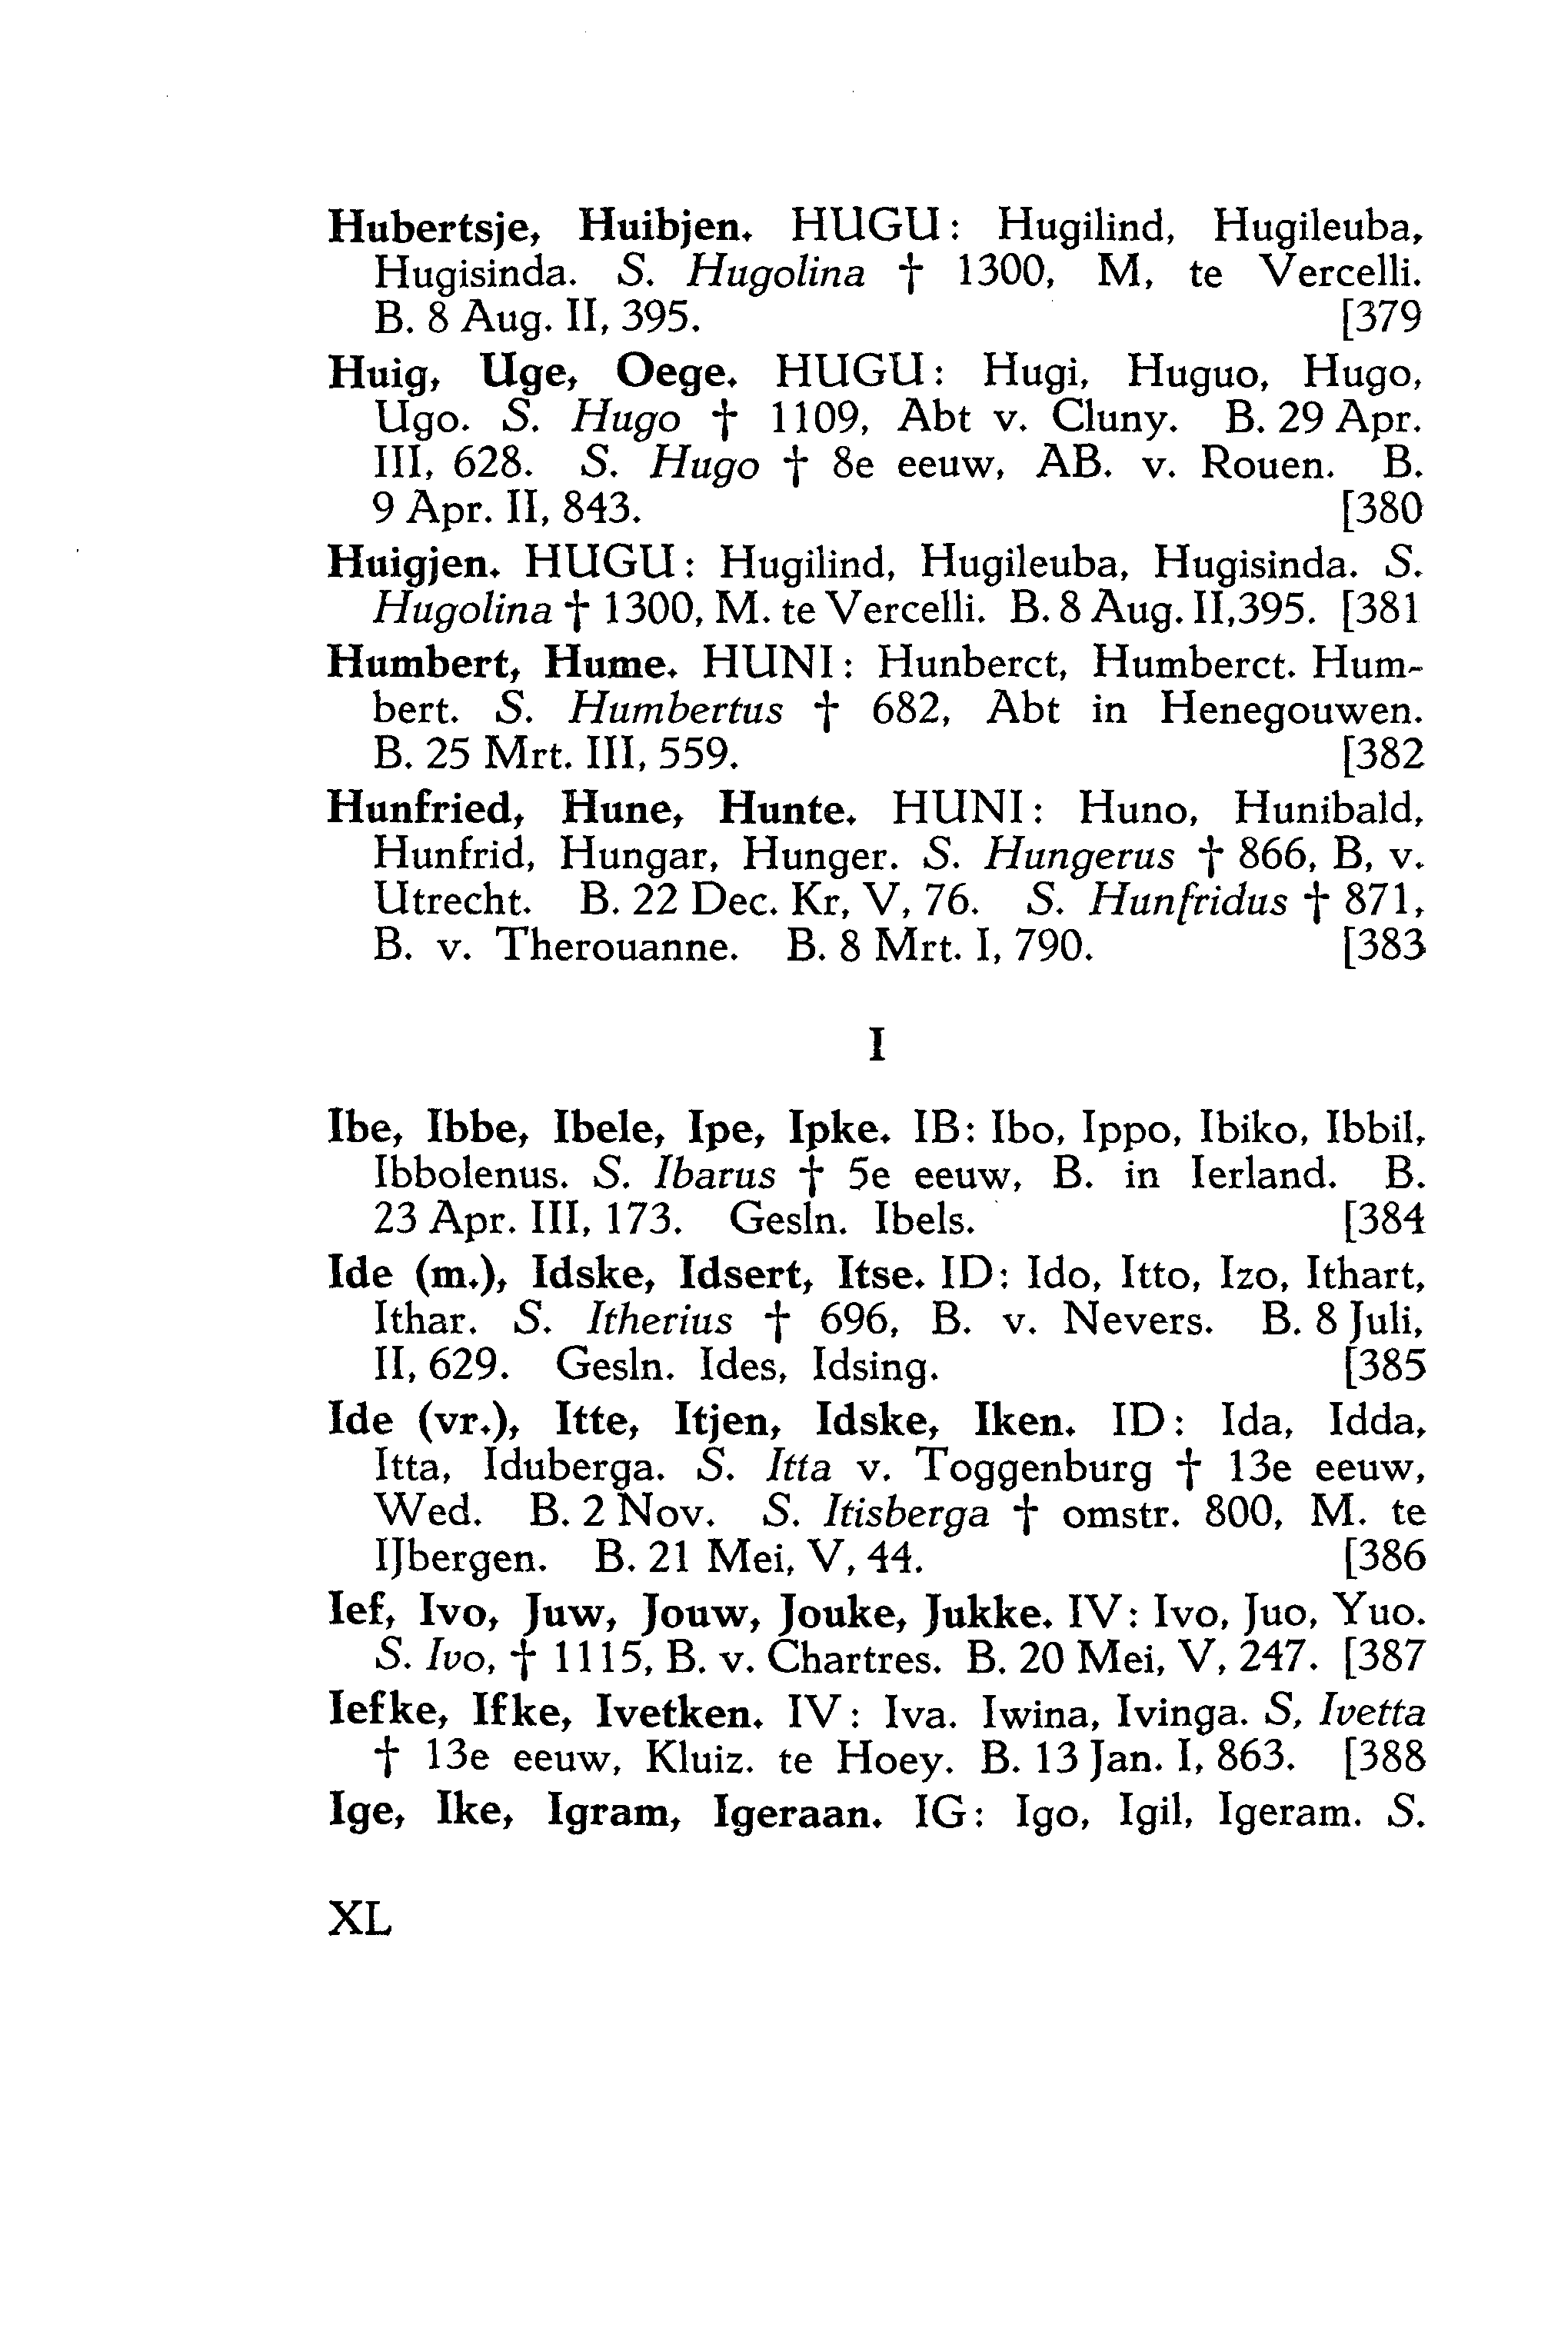 Hubertsje, Huibjen. HUGU: Hugilind, Hugileuba,
Hugisinda. S. Hugolina † 1300, M, te Vercelli.
B. 8 Aug. II, 395. [379
Huig, Uge, Oege. HUGU: Hugi, Huguo, Hugo,
Ugo. S. Hugo † 1109, Abt v. Cluny. B. 29 Apr.
III, 628. S. Hugo † 8e eeuw, AB. v. Rouen. B.
9 Apr. II, 843. [380
Huigjen. HUGU: Hugilind, Hugileuba, Hugisinda. S.
Hugolina † 1300, M. te Vercelli. B. 8 Aug. II,395. [381
Humbert, Hume. HUNI: Hunberct, Humberct. Hum-
bert. S. Humbertus † 682, Abt in Henegouwen.
B. 25 Mrt. III, 559. [382
Hunfried, Hune, Hunte. HUNI: Huno, Hunibald,
Hunfrid, Hungar, Hunger. S. Hungerus † 866, B, v.
Utrecht. B. 22 Dec. Kr, V, 76. S. Hunfridus † 871,
B. v. Therouanne. B. 8 Mrt. I, 790. [383
I
Ibe, Ibbe, Ibele, Ipe, Ipke. IB: Ibo, Ippo, Ibiko, Ibbil,
Ibbolenus. S. Ibarus † 5e eeuw, B. in Ierland. B.
23 Apr. III, 173. Gesln. Ibels. [384
Ide (m.), Idske, Idsert, Itse. ID: Ido, Itto, Izo, Ithart,
Ithar. S. Itherius † 696, B. v. Nevers. B. 8 Juli,
II, 629. Gesln. Ides, Idsing. [385
Ide (vr.), Itte, Itjen, Idske, Iken. ID: Ida, Idda,
Itta, Iduberga. S. Itta v. Toggenburg † 13e eeuw,
Wed. B. 2 Nov. S. Itisberga † omstr. 800, M. te
IJbergen. B. 21 Mei, V, 44. [386
Ief, Ivo, Juw, Jouw, Jouke, Jukke. IV: Ivo, Juo, Yuo.
S. Ivo, † 1115, B. v. Chartres. B. 20 Mei, V, 247. [387
Iefke, Ifke, Ivetken. IV: Iva. Iwina, Ivinga. S, Ivetta
† 13e eeuw, Kluiz. te Hoey. B. 13 Jan. I, 863. [388
Ige, Ike, Igram, Igeraan. IG: Igo, Igil, Igeram. S.
XL